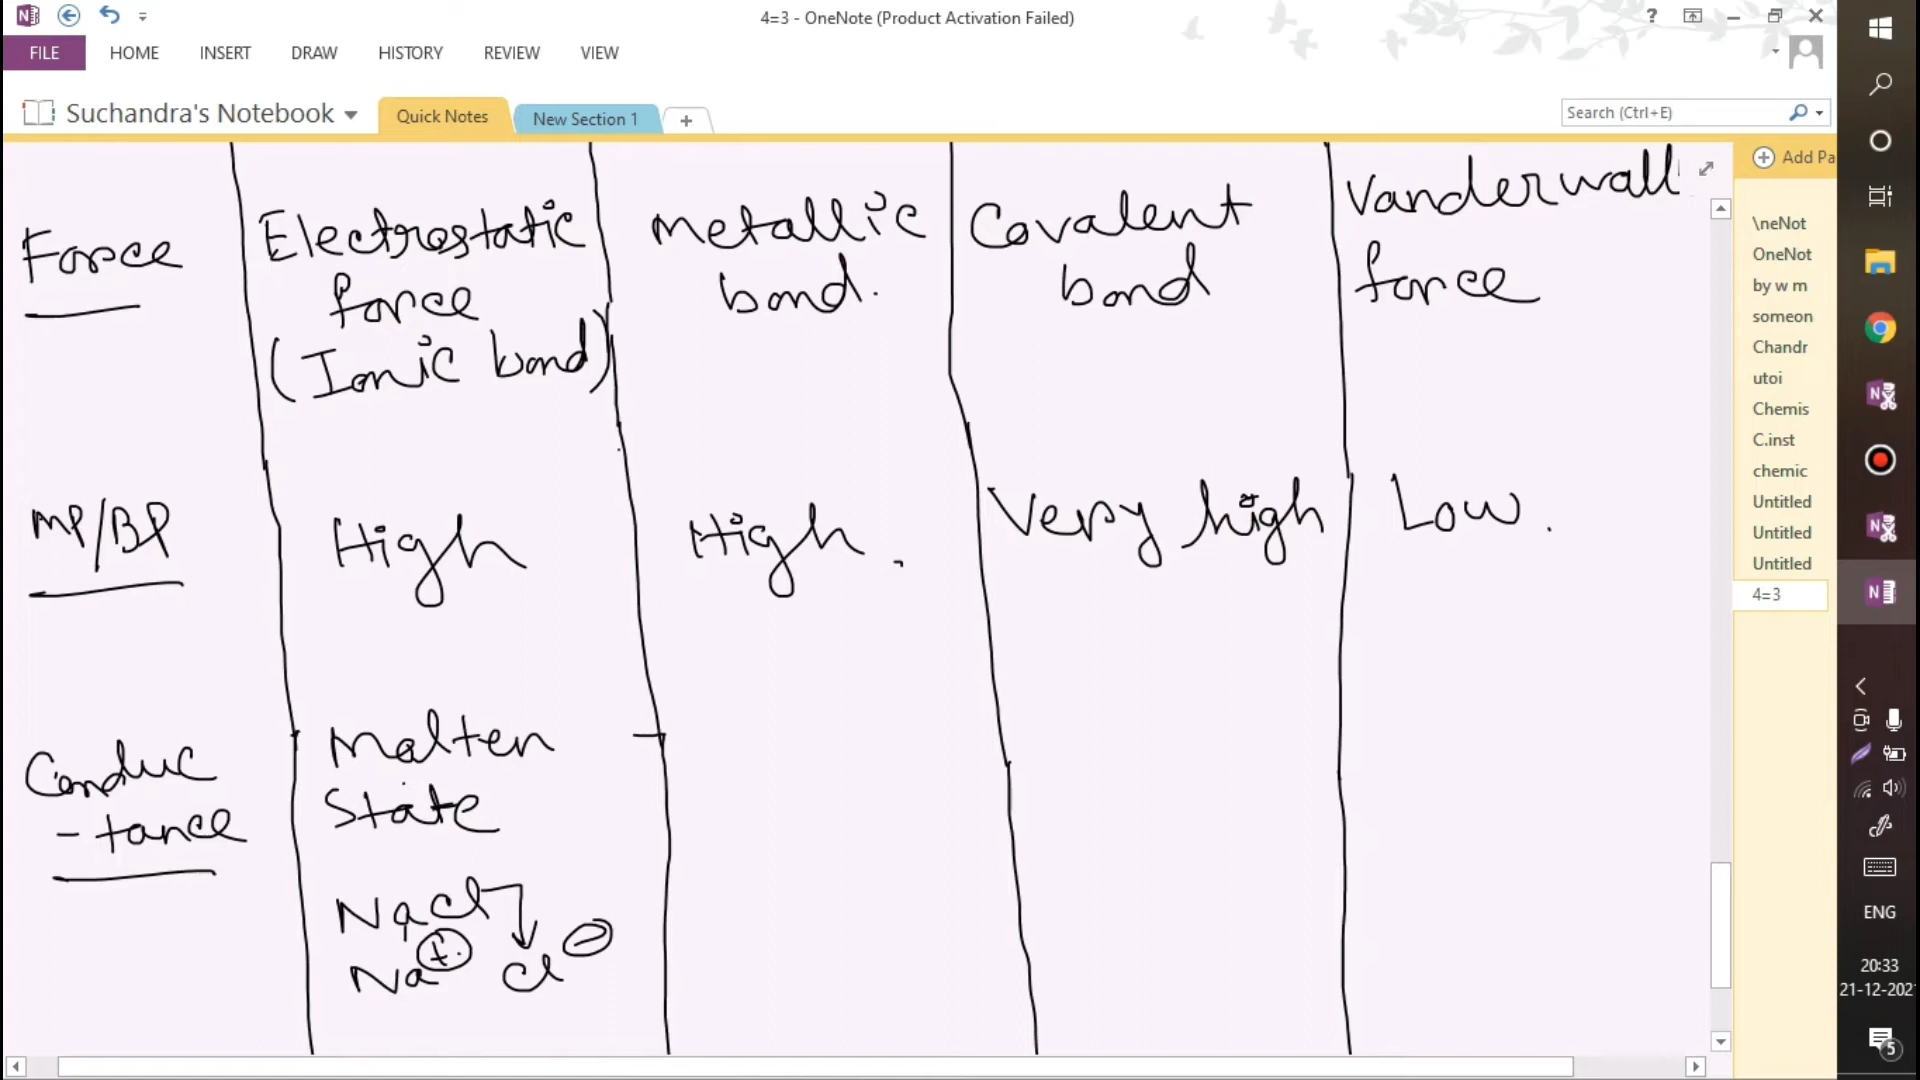 4=3 - OneNote (Product Activation Failed)
FILE HOME INSERT DRAW HISTORY REVIEW VIEW
Suchandra's Notebook Quick Notes New Section 1 +
Search (Ctrl+E)
Add Pa
\neNot
OneNot
by w m
someon
Chandr
utoi
Chemis
C.inst
chemic
Untitled
Untitled
Untitled
4=3
Force
Electrostatic
force
(Ionic bond)
Metallic
bond.
Covalent
bond
Vanderwall
force
MP/BP
High
High.
Very high
Low.
Conduc
-tance
Molten
State
NaCl
Na+. Cl-
ENG
20:33
21-12-202
5